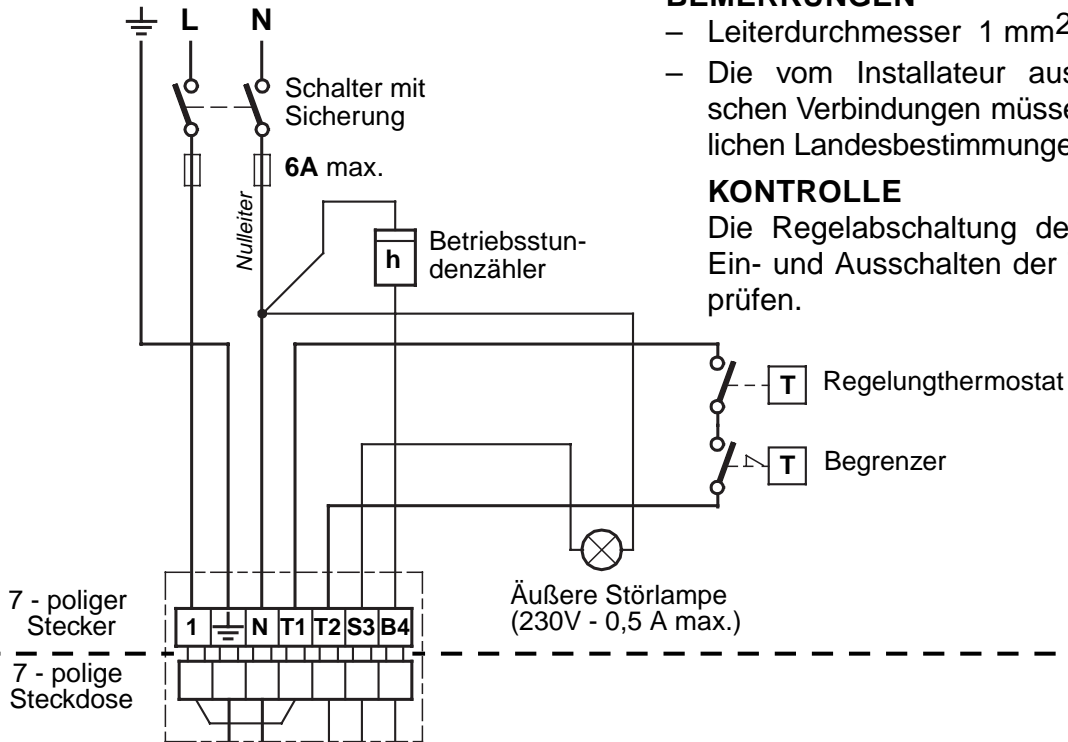 L
N
Schalter mit
Sicherung
6A max.
Nulleiter
h
Betriebsstun-
denzähler
BEMERKUNGEN
– Leiterdurchmesser 1 mm2
– Die vom Installateur aus
schen Verbindungen müsse
lichen Landesbestimmunge
KONTROLLE
Die Regelabschaltung de
Ein- und Ausschalten der
prüfen.
T Regelungthermostat
T Begrenzer
Äußere Störlampe
(230V - 0,5 A max.)
7 - poliger
Stecker
1 N T1 T2 S3 B4
7 - polige
Steckdose